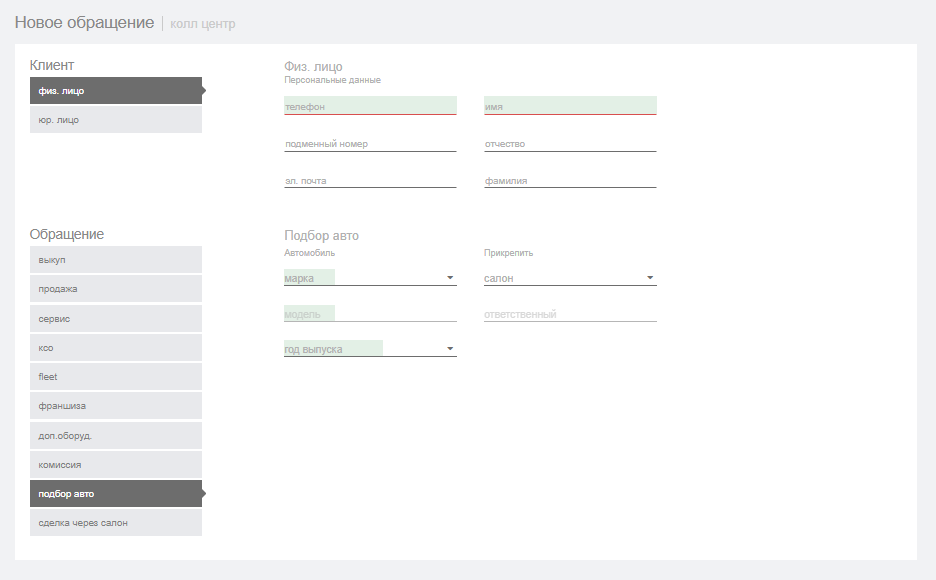 Новое обращение | колл центр
Клиент
физ. лицо
юр. лицо
Физ. лицо
Персональные данные
телефон
имя
подменный номер
отчество
эл. почта
фамилия
Обращение
выкуп
продажа
сервис
ксо
fleet
франшиза
доп.оборуд.
комиссия
подбор авто
сделка через салон
Подбор авто
Автомобиль
Прикрепить
марка
салон
модель
ответственный
год выпуска